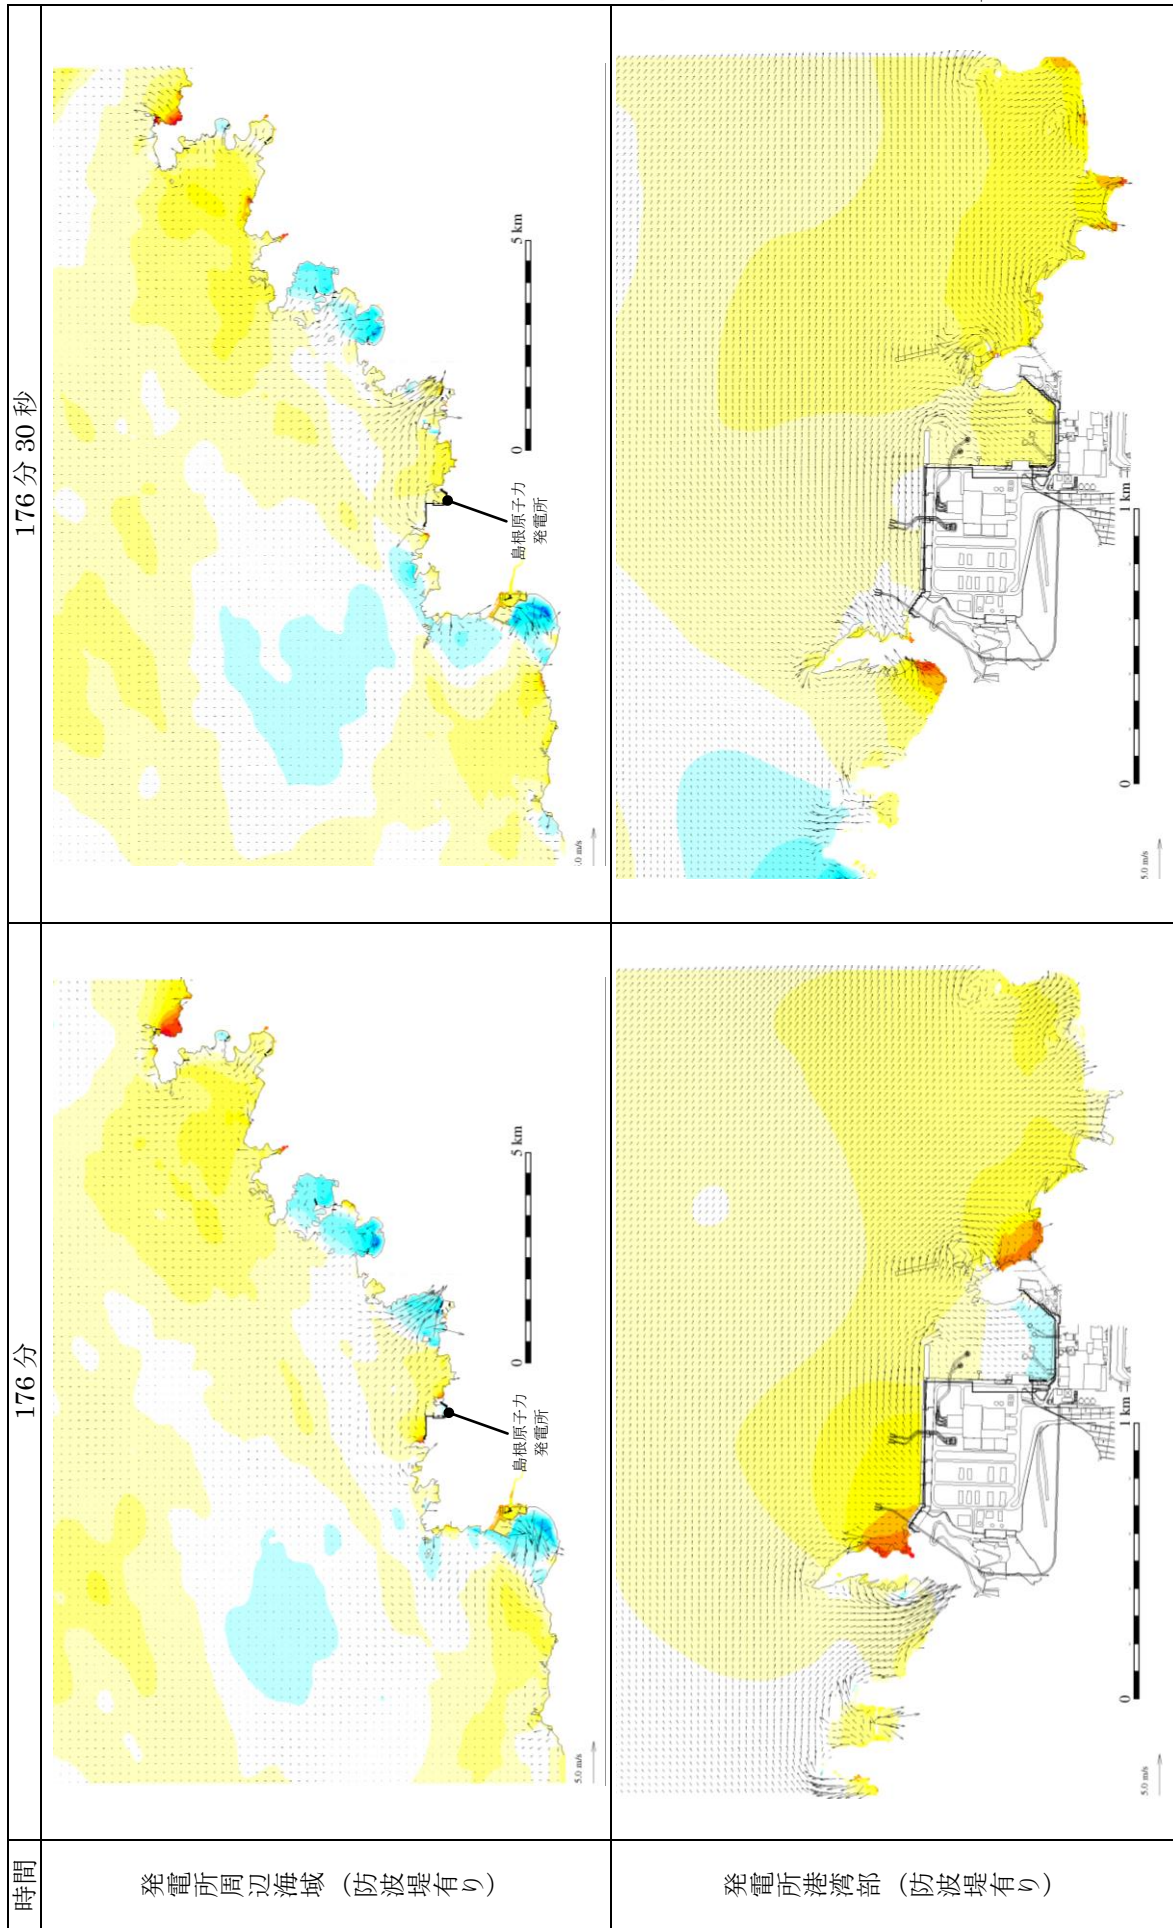 時間
176分
176分30秒
発電所周辺海域（防波堤有り）
島根原子力
発電所
0
5 km
5.0 m/s
島根原子力
発電所
0
5 km
.0 m/s
発電所港湾部（防波堤有り）
0
1 km
5.0 m/s
0
1 km
5.0 m/s